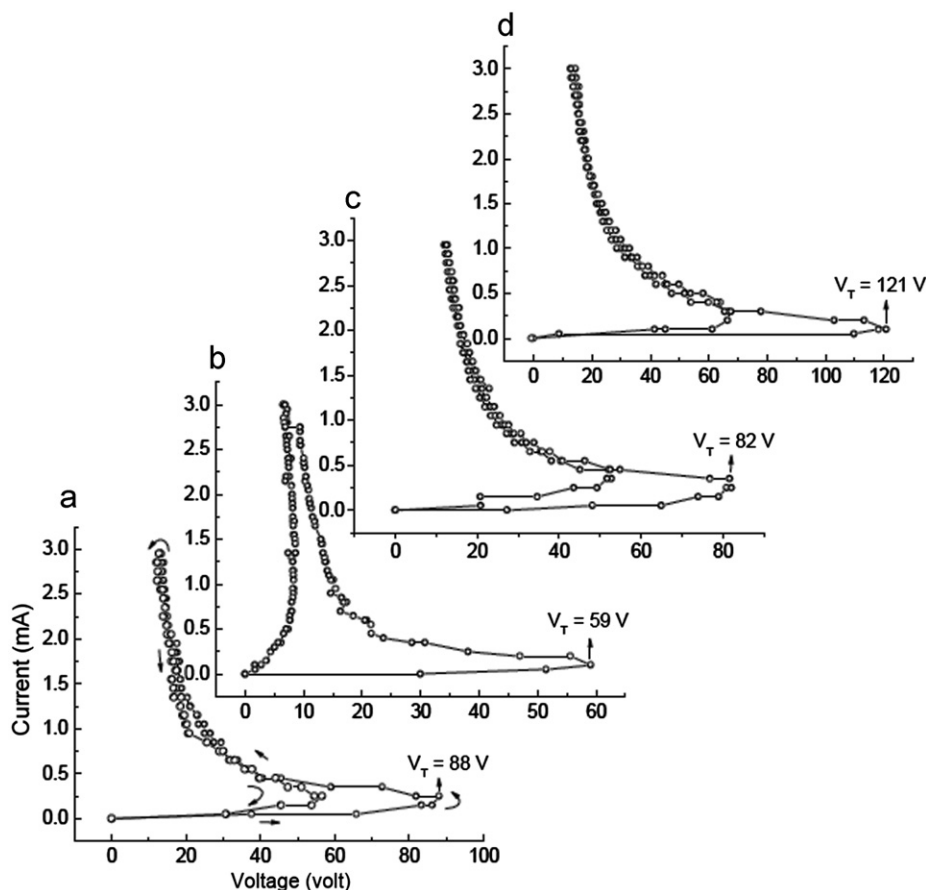 d
3.0
2.5
2.0
1.5
1.0
0.5
0.0
V_T = 121 V
0 20 40 60 80 100 120
c
3.0
2.5
2.0
1.5
1.0
0.5
0.0
V_T = 82 V
0 20 40 60 80
b
3.0
2.5
2.0
1.5
1.0
0.5
0.0
V_T = 59 V
0 10 20 30 40 50 60
a
3.0
2.5
2.0
1.5
1.0
0.5
0.0
V_T = 88 V
0 20 40 60 80 100
Current (mA)
Voltage (volt)